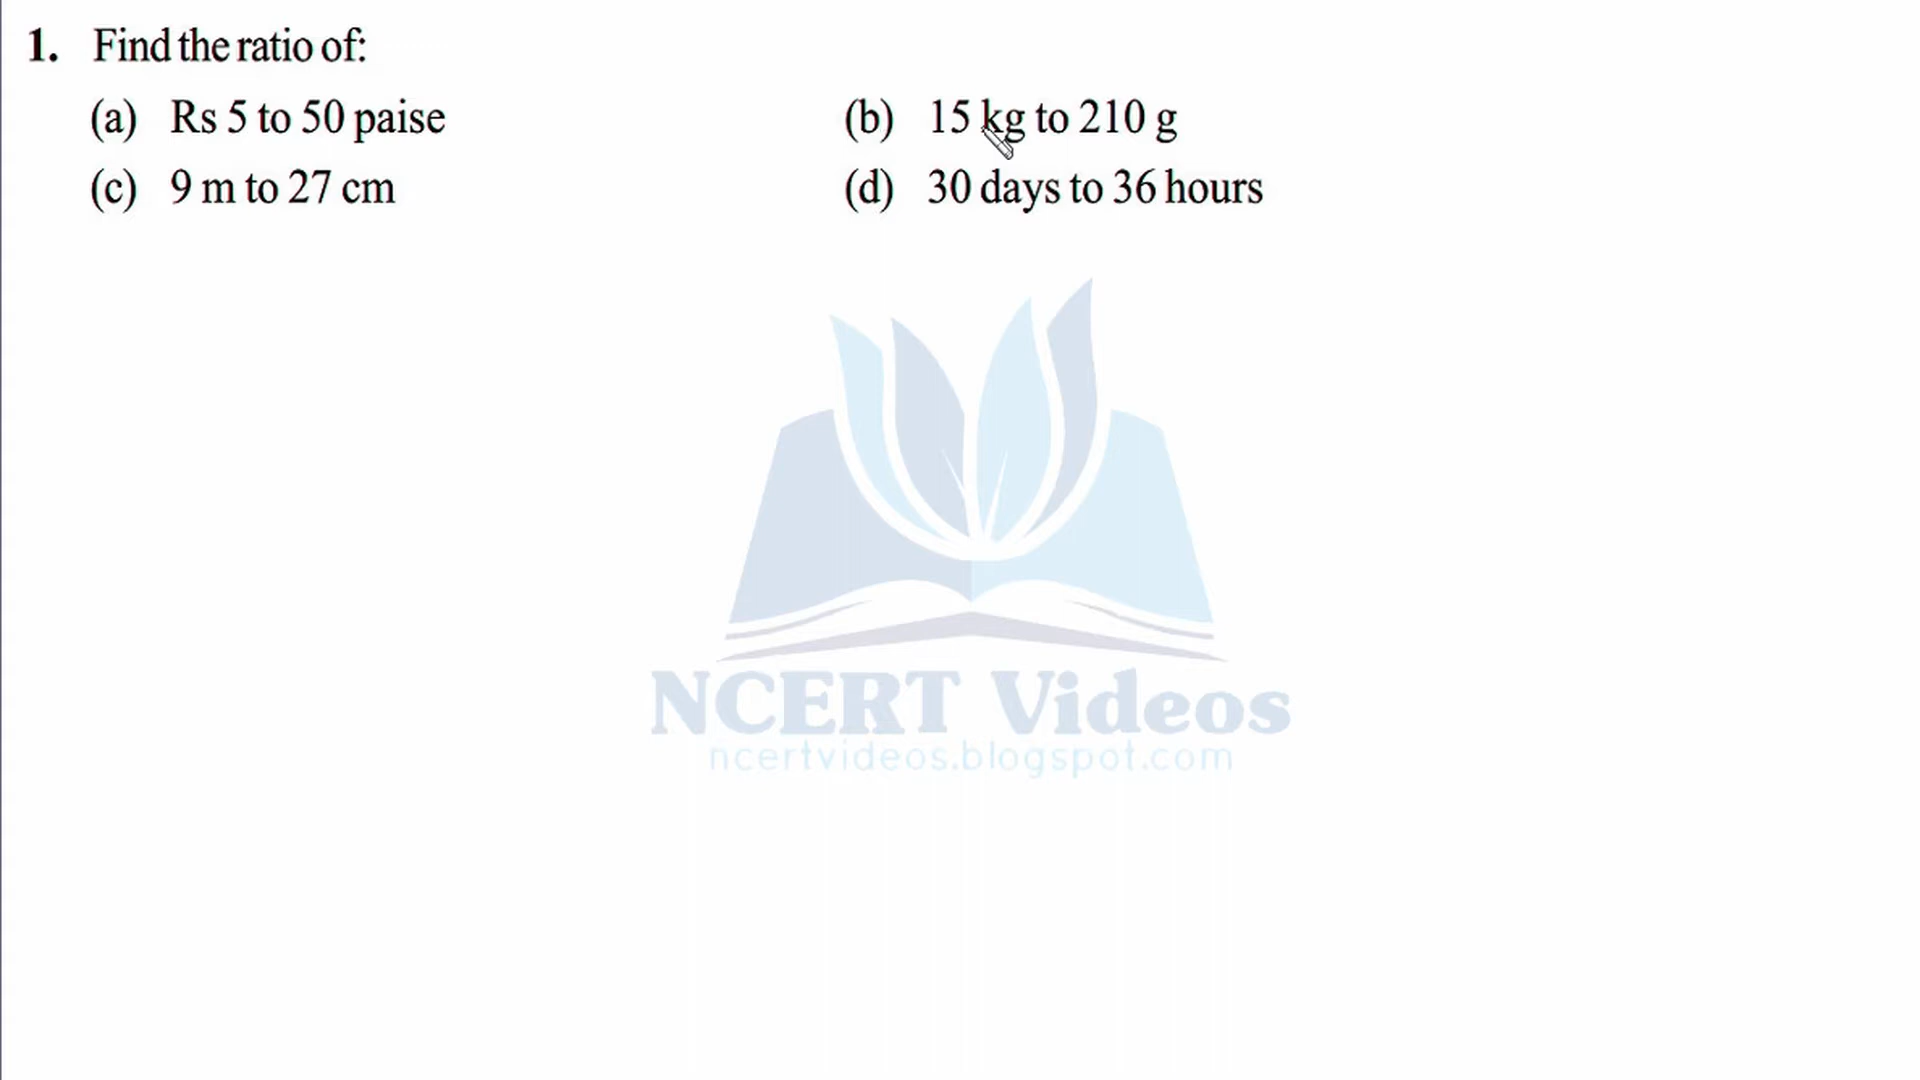 1. Find the ratio of:
(a) Rs 5 to 50 paise (b) 15 kg to 210 g
(c) 9 m to 27 cm (d) 30 days to 36 hours
NCERT Videos
ncertvideos.blogspot.com